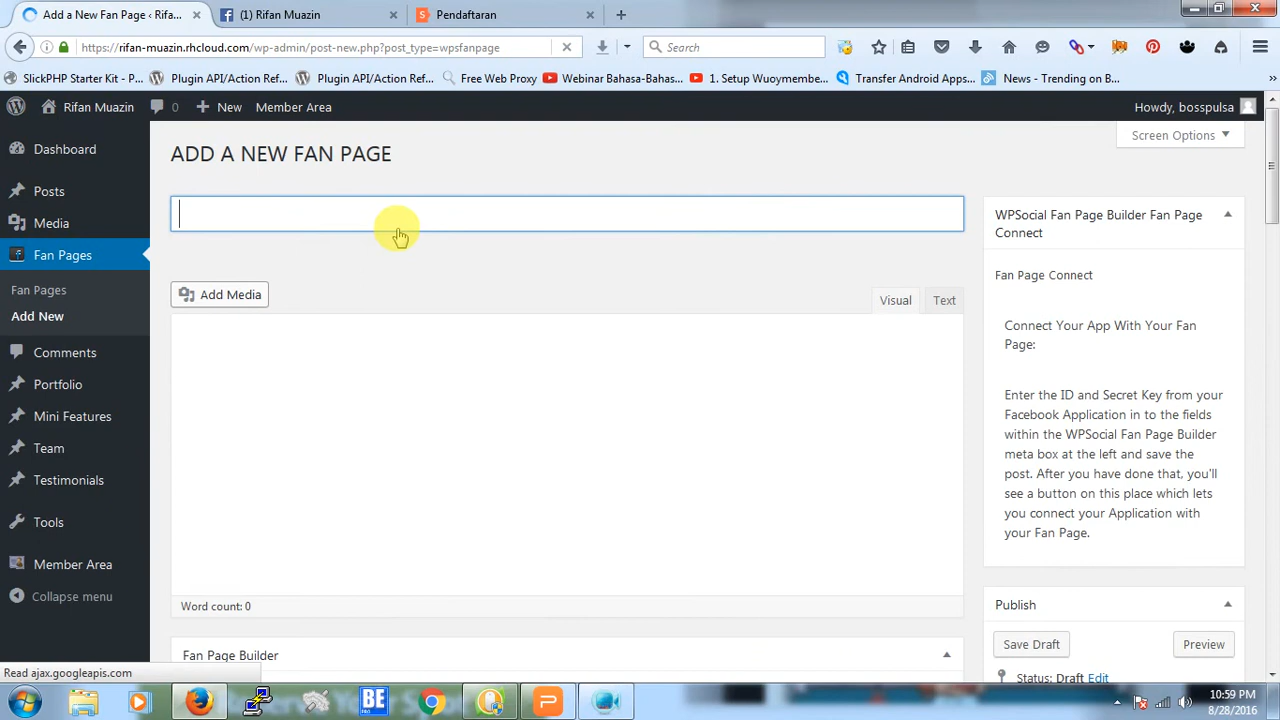 Add a New Fan Page ‹ Rifa... ×
(1) Rifan Muazin ×
Pendaftaran ×
https://rifan-muazin.rhcloud.com/wp-admin/post-new.php?post_type=wpsfanpage
Search
SlickPHP Starter Kit - P...
Plugin API/Action Ref...
Plugin API/Action Ref...
Free Web Proxy
Webinar Bahasa-Bahas...
1. Setup Wuoymembe...
Transfer Android Apps...
News - Trending on B...
Rifan Muazin
0
New
Member Area
Howdy, bosspulsa
Screen Options
Dashboard
Posts
Media
Fan Pages
Fan Pages
Add New
Comments
Portfolio
Mini Features
Team
Testimonials
Tools
Member Area
Collapse menu
ADD A NEW FAN PAGE
Add Media
Visual
Text
Word count: 0
Fan Page Builder
WPSocial Fan Page Builder Fan Page
Connect
Fan Page Connect
Connect Your App With Your Fan
Page:
Enter the ID and Secret Key from your
Facebook Application in to the fields
within the WPSocial Fan Page Builder
meta box at the left and save the
post. After you have done that, you'll
see a button on this place which lets
you connect your Application with
your Fan Page.
Publish
Save Draft
Preview
Status: Draft Edit
Read ajax.googleapis.com
BE
10:59 PM
8/28/2016